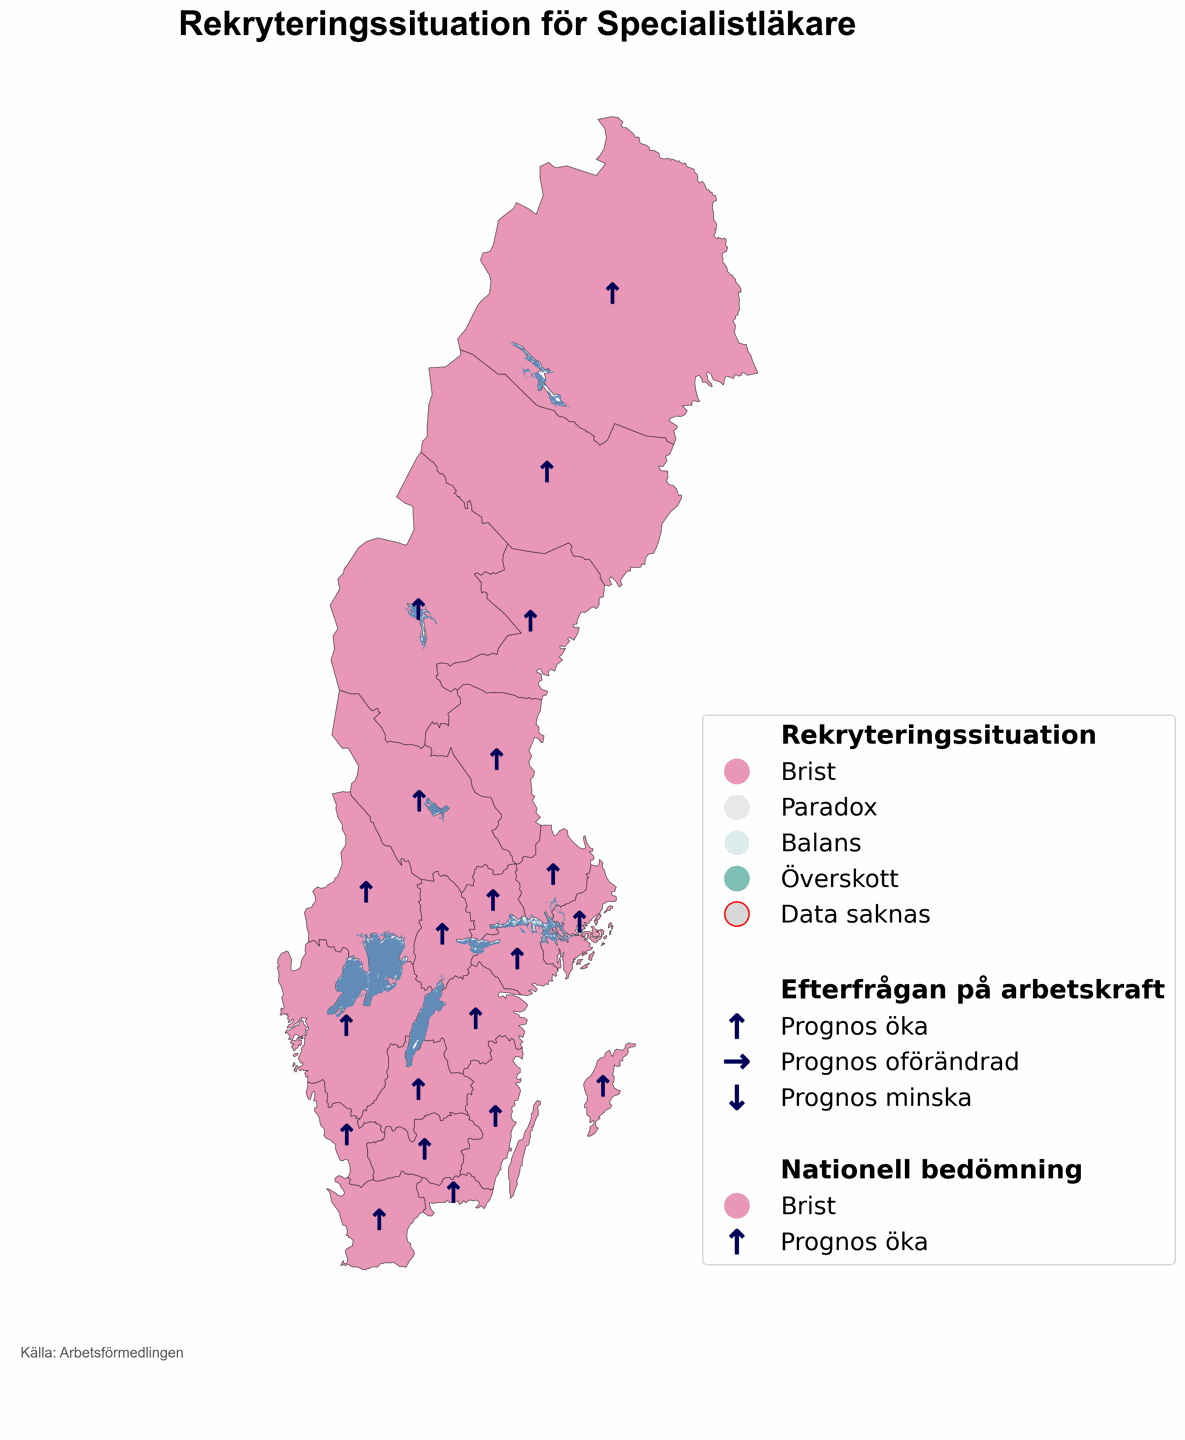 Rekryteringssituation för Specialistläkare
Rekryteringssituation
Brist
Paradox
Balans
Överskott
Data saknas
Efterfrågan på arbetskraft
Prognos öka
Prognos oförändrad
Prognos minska
Nationell bedömning
Brist
Prognos öka
Källa: Arbetsförmedlingen